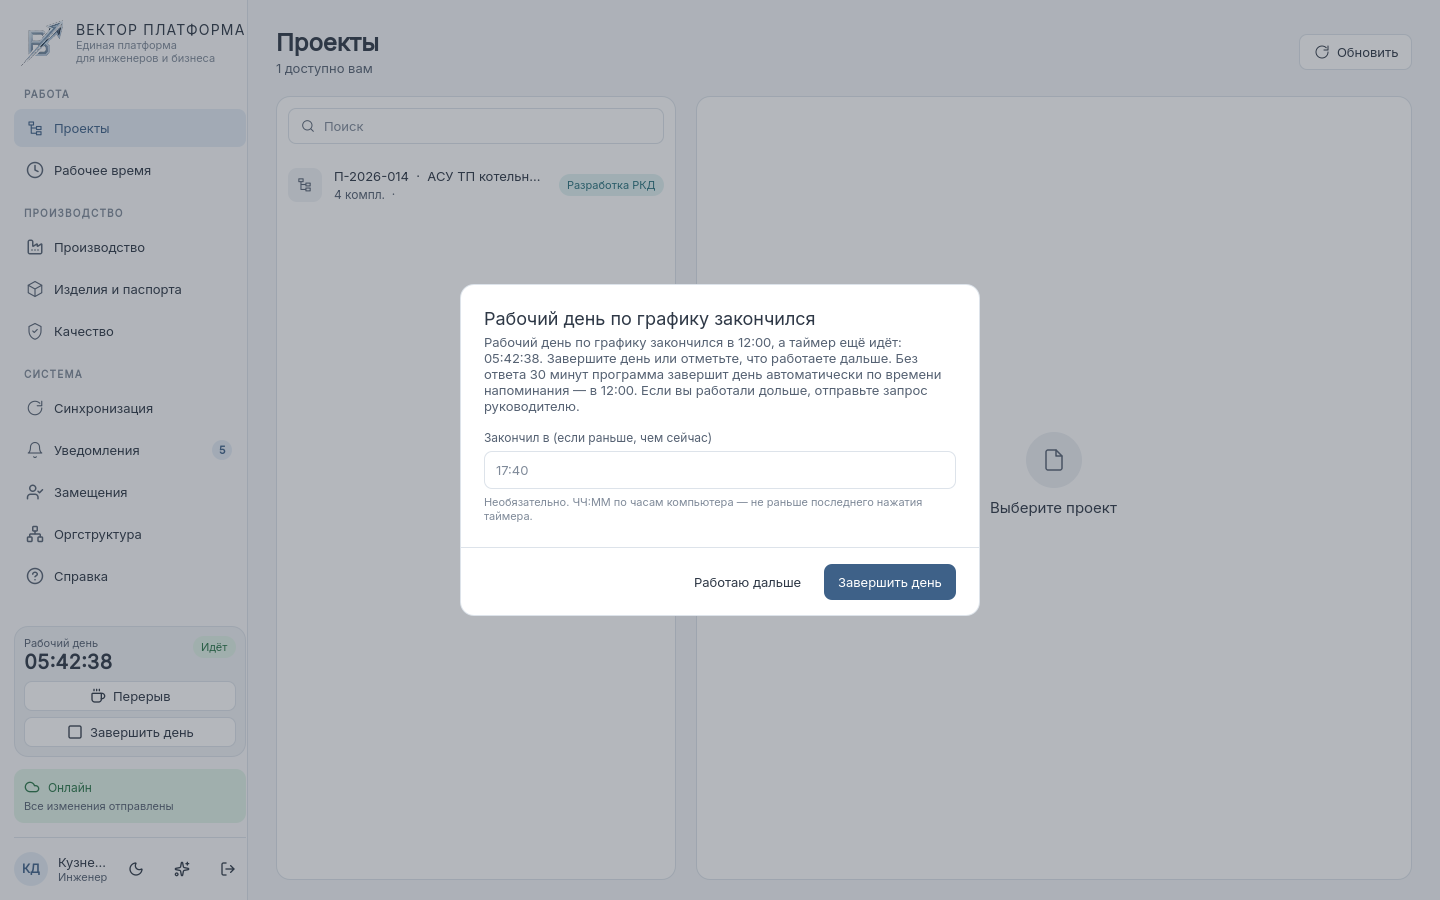 ВЕКТОР ПЛАТФОРМА
Единая платформа
для инженеров и бизнеса
РАБОТА
Проекты
Рабочее время
ПРОИЗВОДСТВО
Производство
Изделия и паспорта
Качество
СИСТЕМА
Синхронизация
Уведомления 5
Замещения
Оргструктура
Справка
Рабочий день
Идёт
05:42:38
Перерыв
Завершить день
Онлайн
Все изменения отправлены
КД
Кузне...
Инженер
Проекты
1 доступно вам
Обновить
Поиск
П-2026-014 · АСУ ТП котельн...
4 компл. ·
Разработка РКД
Выберите проект
Рабочий день по графику закончился
Рабочий день по графику закончился в 12:00, а таймер ещё идёт:
05:42:38. Завершите день или отметьте, что работаете дальше. Без
ответа 30 минут программа завершит день автоматически по времени
напоминания — в 12:00. Если вы работали дольше, отправьте запрос
руководителю.
Закончил в (если раньше, чем сейчас)
17:40
Необязательно. ЧЧ:ММ по часам компьютера — не раньше последнего нажатия
таймера.
Работаю дальше
Завершить день